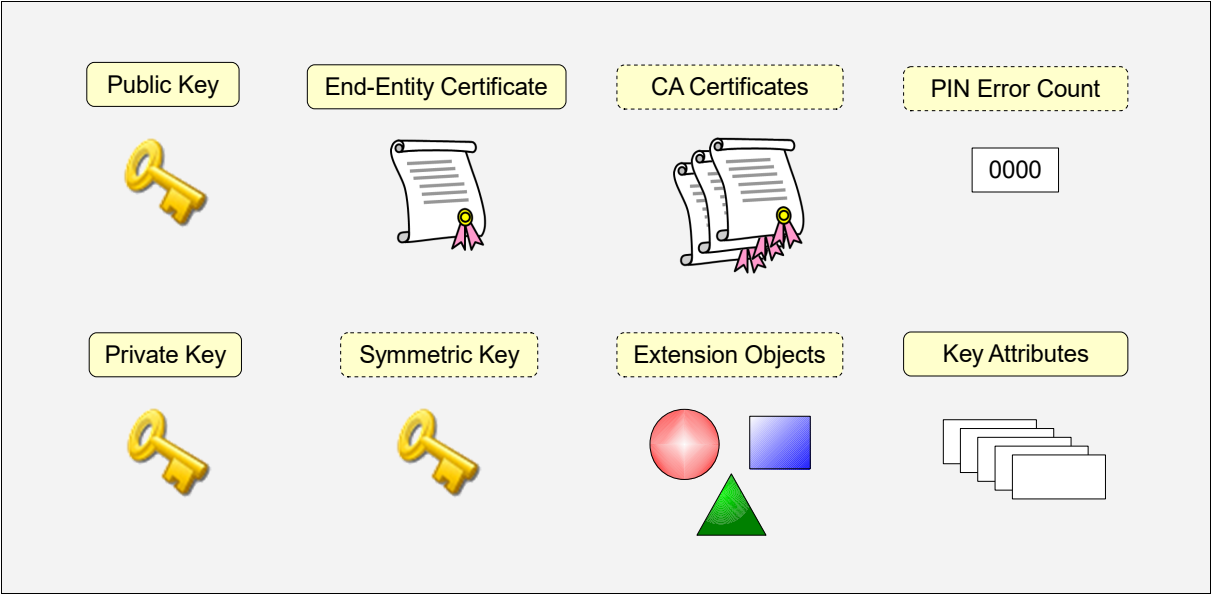 Public Key
End-Entity Certificate
CA Certificates
PIN Error Count
0000
Private Key
Symmetric Key
Extension Objects
Key Attributes